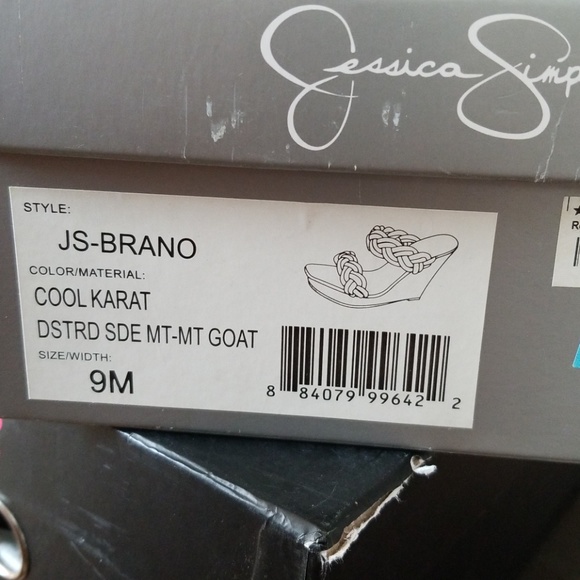 Jessica Simp
STYLE:
JS-BRANO
COLOR/MATERIAL:
COOL KARAT
DSTRD SDE MT-MT GOAT
SIZE/WIDTH:
9M
8 84079 99642 2